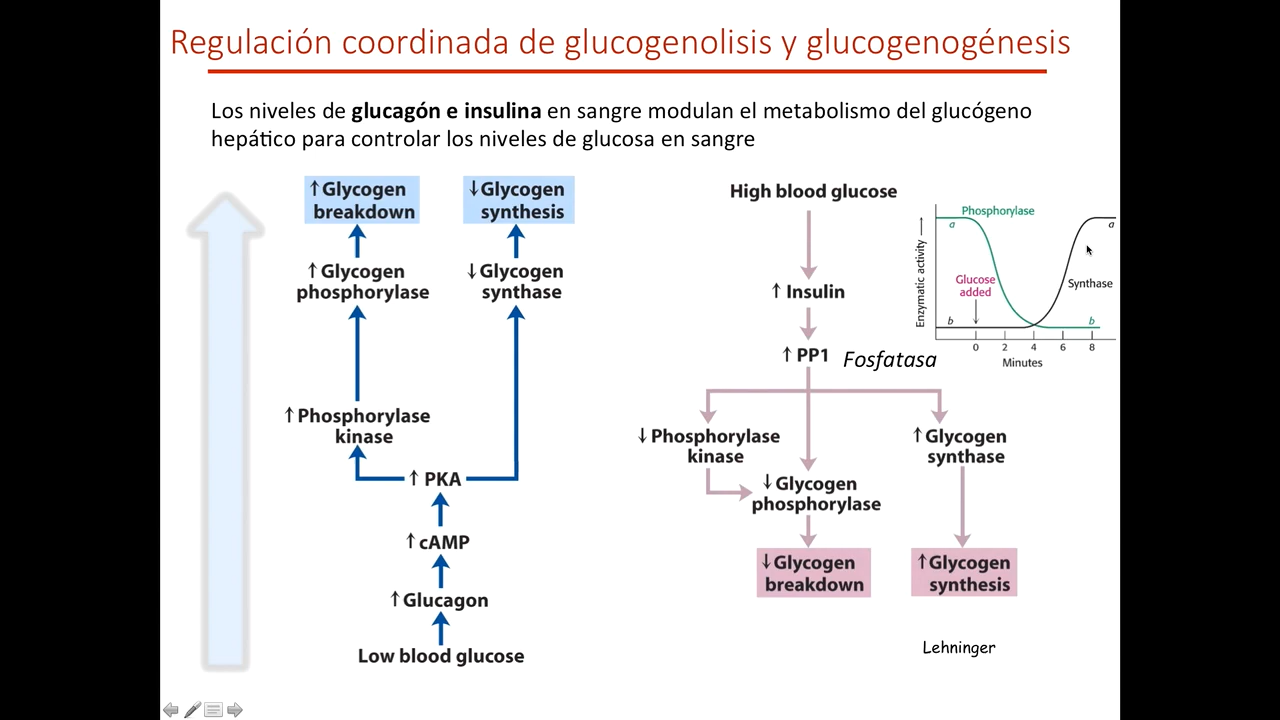 Regulación coordinada de glucogenolisis y glucogenogénesis
Los niveles de glucagón e insulina en sangre modulan el metabolismo del glucógeno
hepático para controlar los niveles de glucosa en sangre
↑Glycogen
breakdown
↓Glycogen
synthesis
↑Glycogen
phosphorylase
↓Glycogen
synthase
↑Phosphorylase
kinase
↑ PKA
↑cAMP
↑Glucagon
Low blood glucose
High blood glucose
↑ Insulin
↑ PP1 Fosfatasa
↓ Phosphorylase
kinase
↓Glycogen
phosphorylase
↑Glycogen
synthase
↓Glycogen
breakdown
↑Glycogen
synthesis
Enzymatic activity →
Phosphorylase
a
a
Glucose
added
Synthase
b
b
0 2 4 6 8
Minutes
Lehninger